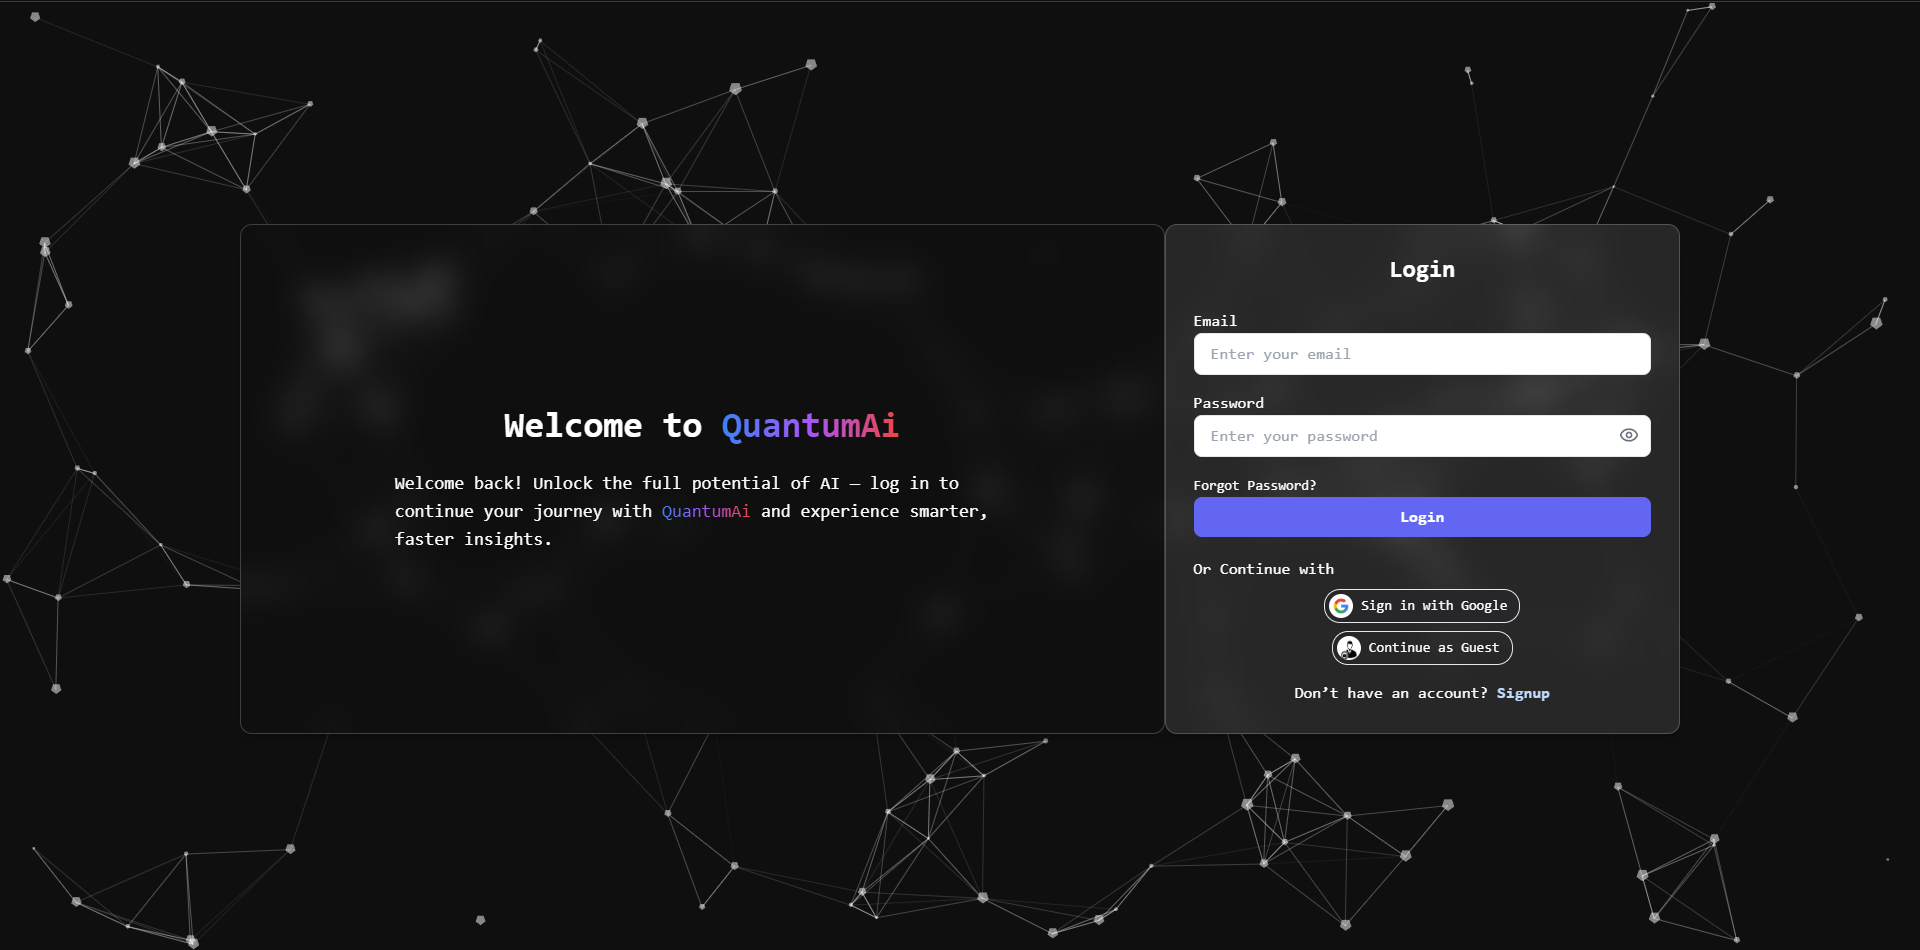 Welcome to QuantumAi
Welcome back! Unlock the full potential of AI — log in to
continue your journey with QuantumAi and experience smarter,
faster insights.
Login
Email
Enter your email
Password
Enter your password
Forgot Password?
Login
Or Continue with
Sign in with Google
Continue as Guest
Don’t have an account? Signup